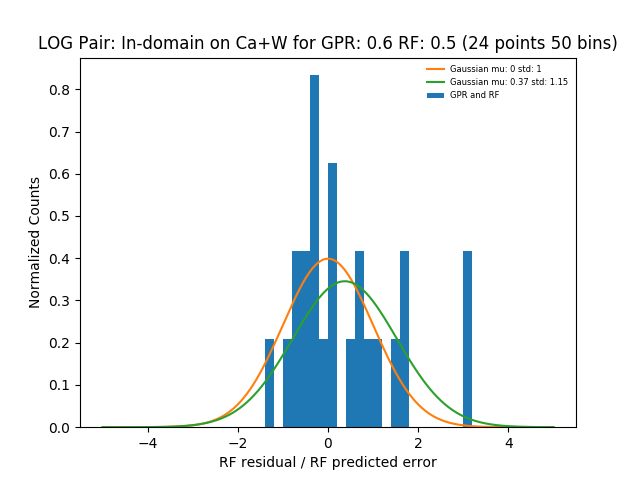 LOG Pair: In-domain on Ca+W for GPR: 0.6 RF: 0.5 (24 points 50 bins)
Gaussian mu: 0 std: 1
Gaussian mu: 0.37 std: 1.15
GPR and RF
Normalized Counts
0.8
0.7
0.6
0.5
0.4
0.3
0.2
0.1
0.0
−4 −2 0 2 4
RF residual / RF predicted error